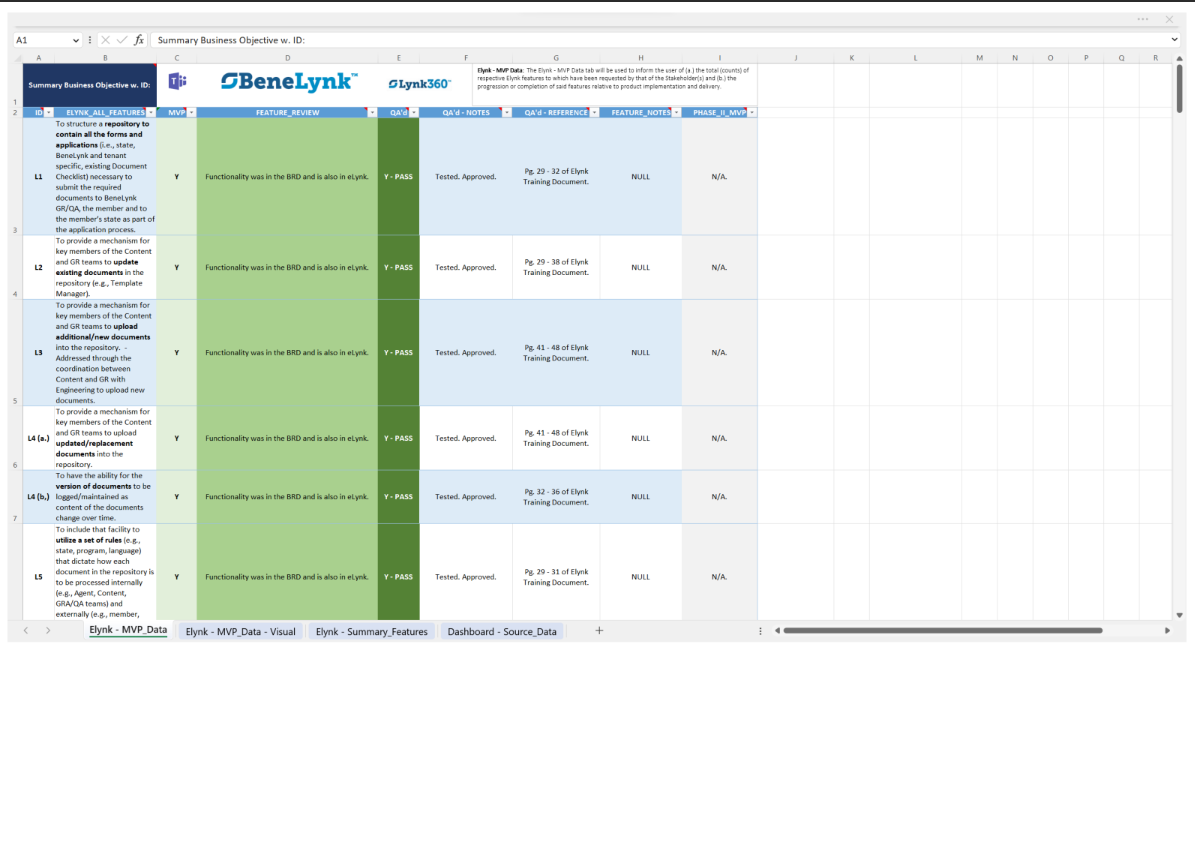 A1
fx
Summary Business Objective w. ID:
A B C D E F G H I J K L M N O P Q R
1
Summary Business Objective w. ID:
BeneLynk™
Lynk360™
Elynk - MVP Data: The Elynk - MVP Data tab will be used to inform the user of (a.) the total (counts) of
respective Elynk features to which have been requested by that of the Stakeholder(s) and (b.) the
progression or completion of said features relative to product implementation and delivery.
2
ID ELYNK_ALL_FEATURES MVP FEATURE_REVIEW QA'd QA'd - NOTES QA'd - REFERENCE FEATURE_NOTES PHASE_II_MVP
3
L1
To structure a repository to
contain all the forms and
applications (i.e., state,
BeneLynk and tenant
specific, existing Document
Checklist) necessary to
submit the required
documents to BeneLynk
GR/QA, the member and to
the member's state as part of
the application process.
Y
Functionality was in the BRD and is also in eLynk.
Y - PASS
Tested. Approved.
Pg. 29 - 32 of Elynk
Training Document.
NULL
N/A.
4
L2
To provide a mechanism for
key members of the Content
and GR teams to update
existing documents in the
repository (e.g., Template
Manager).
Y
Functionality was in the BRD and is also in eLynk.
Y - PASS
Tested. Approved.
Pg. 29 - 38 of Elynk
Training Document.
NULL
N/A.
5
L3
To provide a mechanism for
key members of the Content
and GR teams to upload
additional/new documents
into the repository. -
Addressed through the
coordination between
Content and GR with
Engineering to upload new
documents.
Y
Functionality was in the BRD and is also in eLynk.
Y - PASS
Tested. Approved.
Pg. 41 - 48 of Elynk
Training Document.
NULL
N/A.
6
L4 (a.)
To provide a mechanism for
key members of the Content
and GR teams to upload
updated/replacement
documents into the
repository.
Y
Functionality was in the BRD and is also in eLynk.
Y - PASS
Tested. Approved.
Pg. 41 - 48 of Elynk
Training Document.
NULL
N/A.
7
L4 (b,)
To have the ability for the
version of documents to be
logged/maintained as
content of the documents
change over time.
Y
Functionality was in the BRD and is also in eLynk.
Y - PASS
Tested. Approved.
Pg. 32 - 36 of Elynk
Training Document.
NULL
N/A.
L5
To include that facility to
utilize a set of rules (e.g.,
state, program, language)
that dictate how each
document in the repository is
to be processed internally
(e.g., Agent, Content,
GRA/QA teams) and
externally (e.g., member,
Y
Functionality was in the BRD and is also in eLynk.
Y - PASS
Tested. Approved.
Pg. 29 - 31 of Elynk
Training Document.
NULL
N/A.
Elynk - MVP_Data
Elynk - MVP_Data - Visual
Elynk - Summary_Features
Dashboard - Source_Data